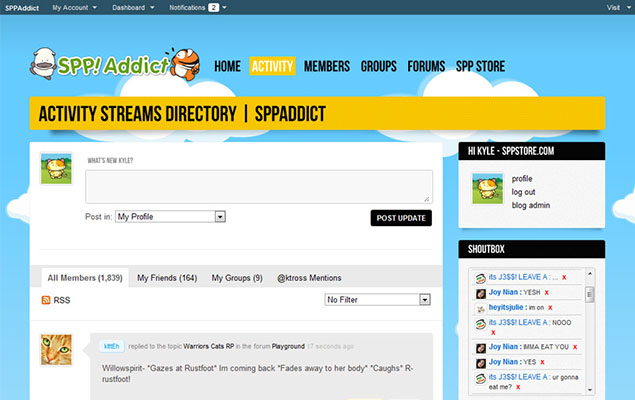 SPPAddict My Account Dashboard Notifications 2 Visit
SPP! Addict
HOME ACTIVITY MEMBERS GROUPS FORUMS SPP STORE
ACTIVITY STREAMS DIRECTORY | SPPADDICT
WHAT'S NEW KYLE?
Post in: My Profile
POST UPDATE
All Members (1,839) My Friends (164) My Groups (9) @ktross Mentions
RSS
No Filter
kittEh replied to the topic Warriors Cats RP in the forum Playground 17 seconds ago
Willowspirit- *Gazes at Rustfoot* Im coming back *Fades away to her body* *Caughs* R-
rustfoot!
HI KYLE - SPPSTORE.COM
profile
log out
blog admin
SHOUTBOX
its J3$$! LEAVE A : ... x
Joy Nian : YESH x
heyitsjulie : im on x
its J3$$! LEAVE A : NOOO
x
Joy Nian : IMMA EAT YOU x
Joy Nian : YES x
its J3$$! LEAVE A : ur gonna
eat me? x